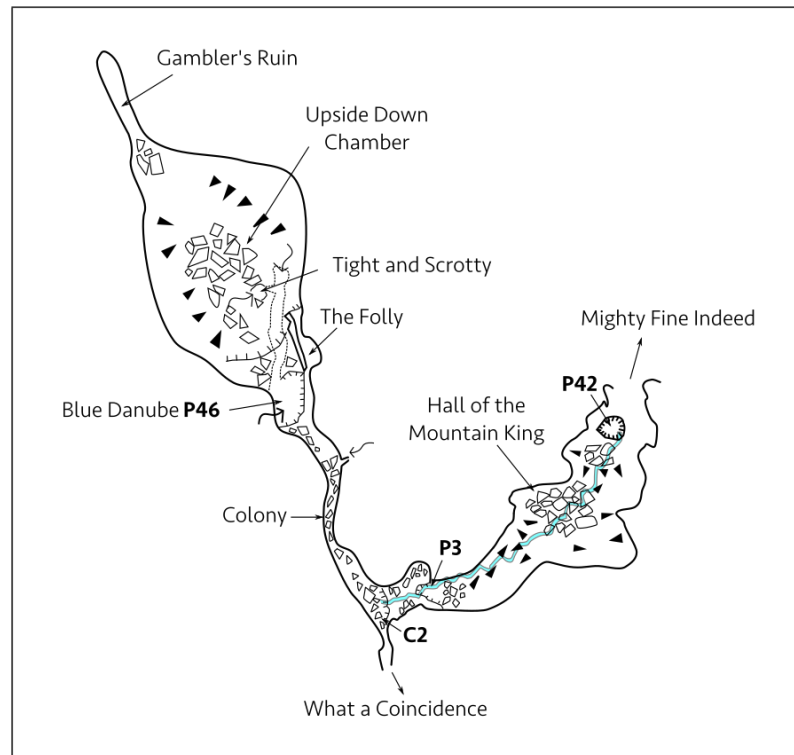 Gambler's Ruin
Upside Down
Chamber
Tight and Scrotty
The Folly
Mighty Fine Indeed
P42
Blue Danube P46
Hall of the
Mountain King
Colony
P3
C2
What a Coincidence